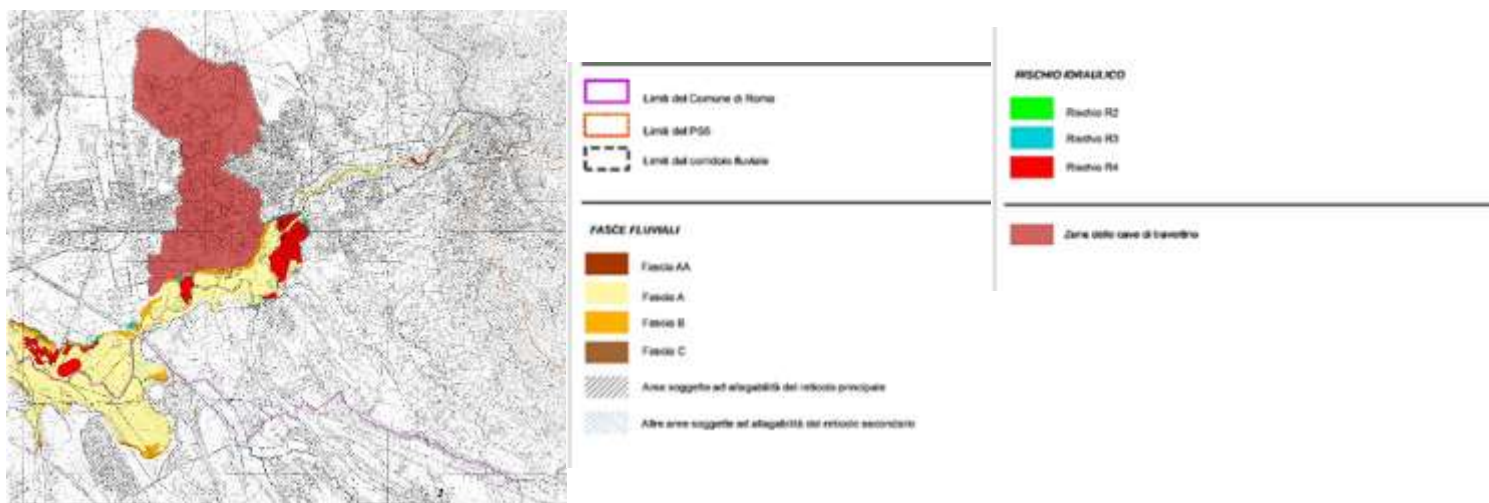 Limiti del Comune di Roma
Limiti del PS5
Limiti del corridoio fluviale
FASCE FLUVIALI
Fascia AA
Fascia A
Fascia B
Fascia C
Aree soggette ad allagabilità del reticolo principale
Altre aree soggette ad allagabilità del reticolo secondario
RISCHIO IDRAULICO
Rischio R2
Rischio R3
Rischio R4
Zona delle cave di travertino